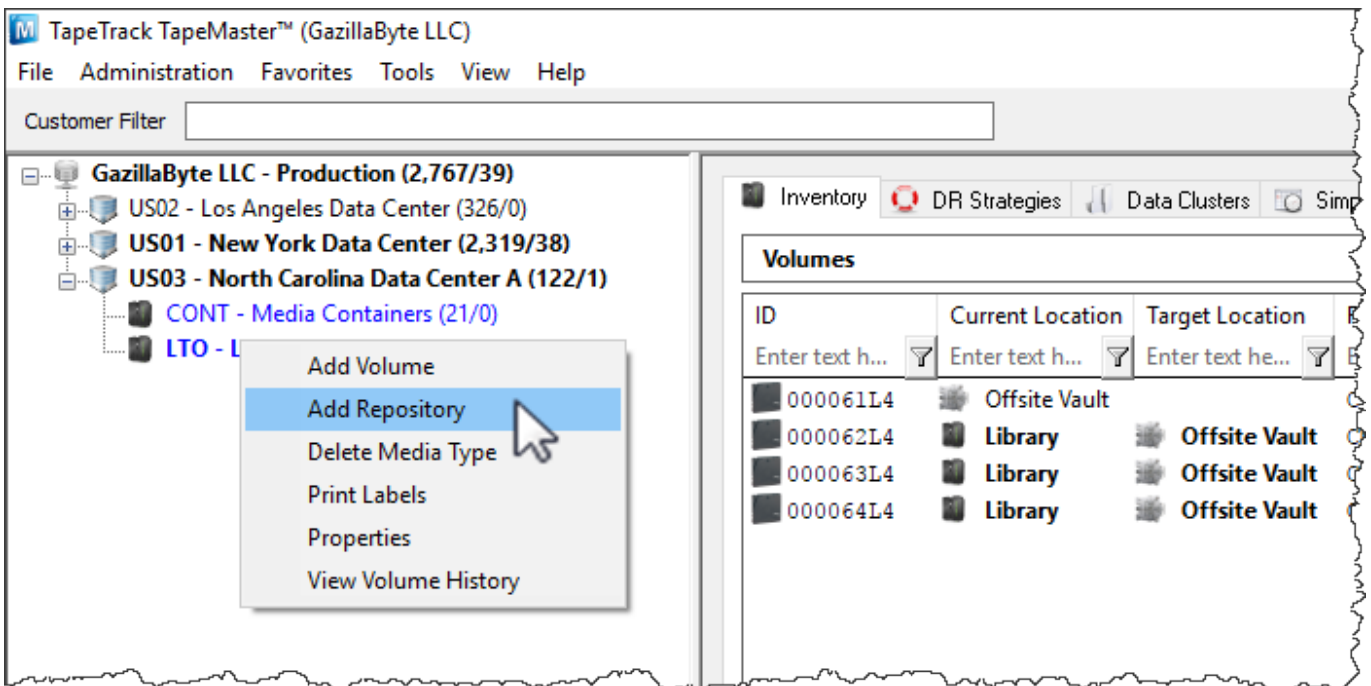 TapeTrack TapeMaster™ (GazillaByte LLC)
File Administration Favorites Tools View Help
Customer Filter
GazillaByte LLC - Production (2,767/39)
US02 - Los Angeles Data Center (326/0)
US01 - New York Data Center (2,319/38)
US03 - North Carolina Data Center A (122/1)
CONT - Media Containers (21/0)
LTO - L
Add Volume
Add Repository
Delete Media Type
Print Labels
Properties
View Volume History
Inventory DR Strategies Data Clusters Simp
Volumes
ID Current Location Target Location
Enter text h... Enter text h... Enter text he...
000061L4 Offsite Vault
000062L4 Library Offsite Vault
000063L4 Library Offsite Vault
000064L4 Library Offsite Vault